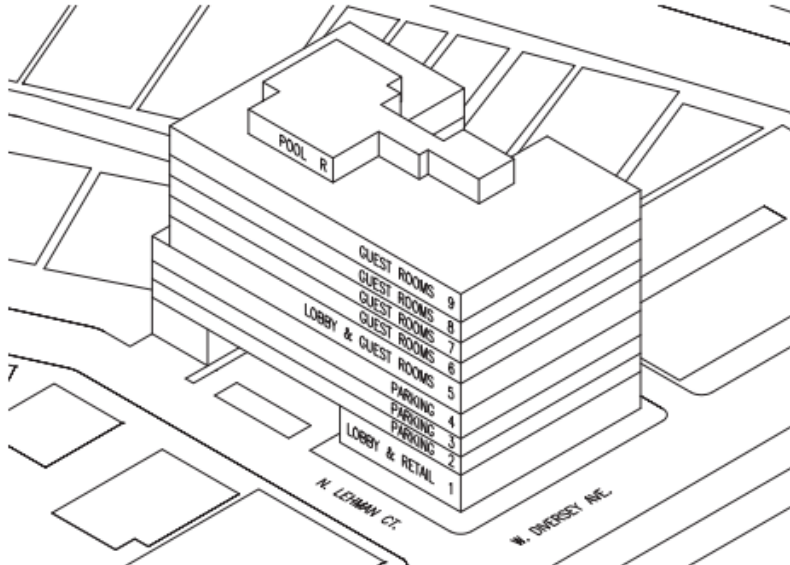 POOL R
GUEST ROOMS 9
GUEST ROOMS 8
GUEST ROOMS 7
GUEST ROOMS 6
LOBBY & GUEST ROOMS 5
PARKING 4
PARKING 3
PARKING 2
LOBBY & RETAIL 1
N. LEHMAN CT.
W. DIVERSEY AVE.
7